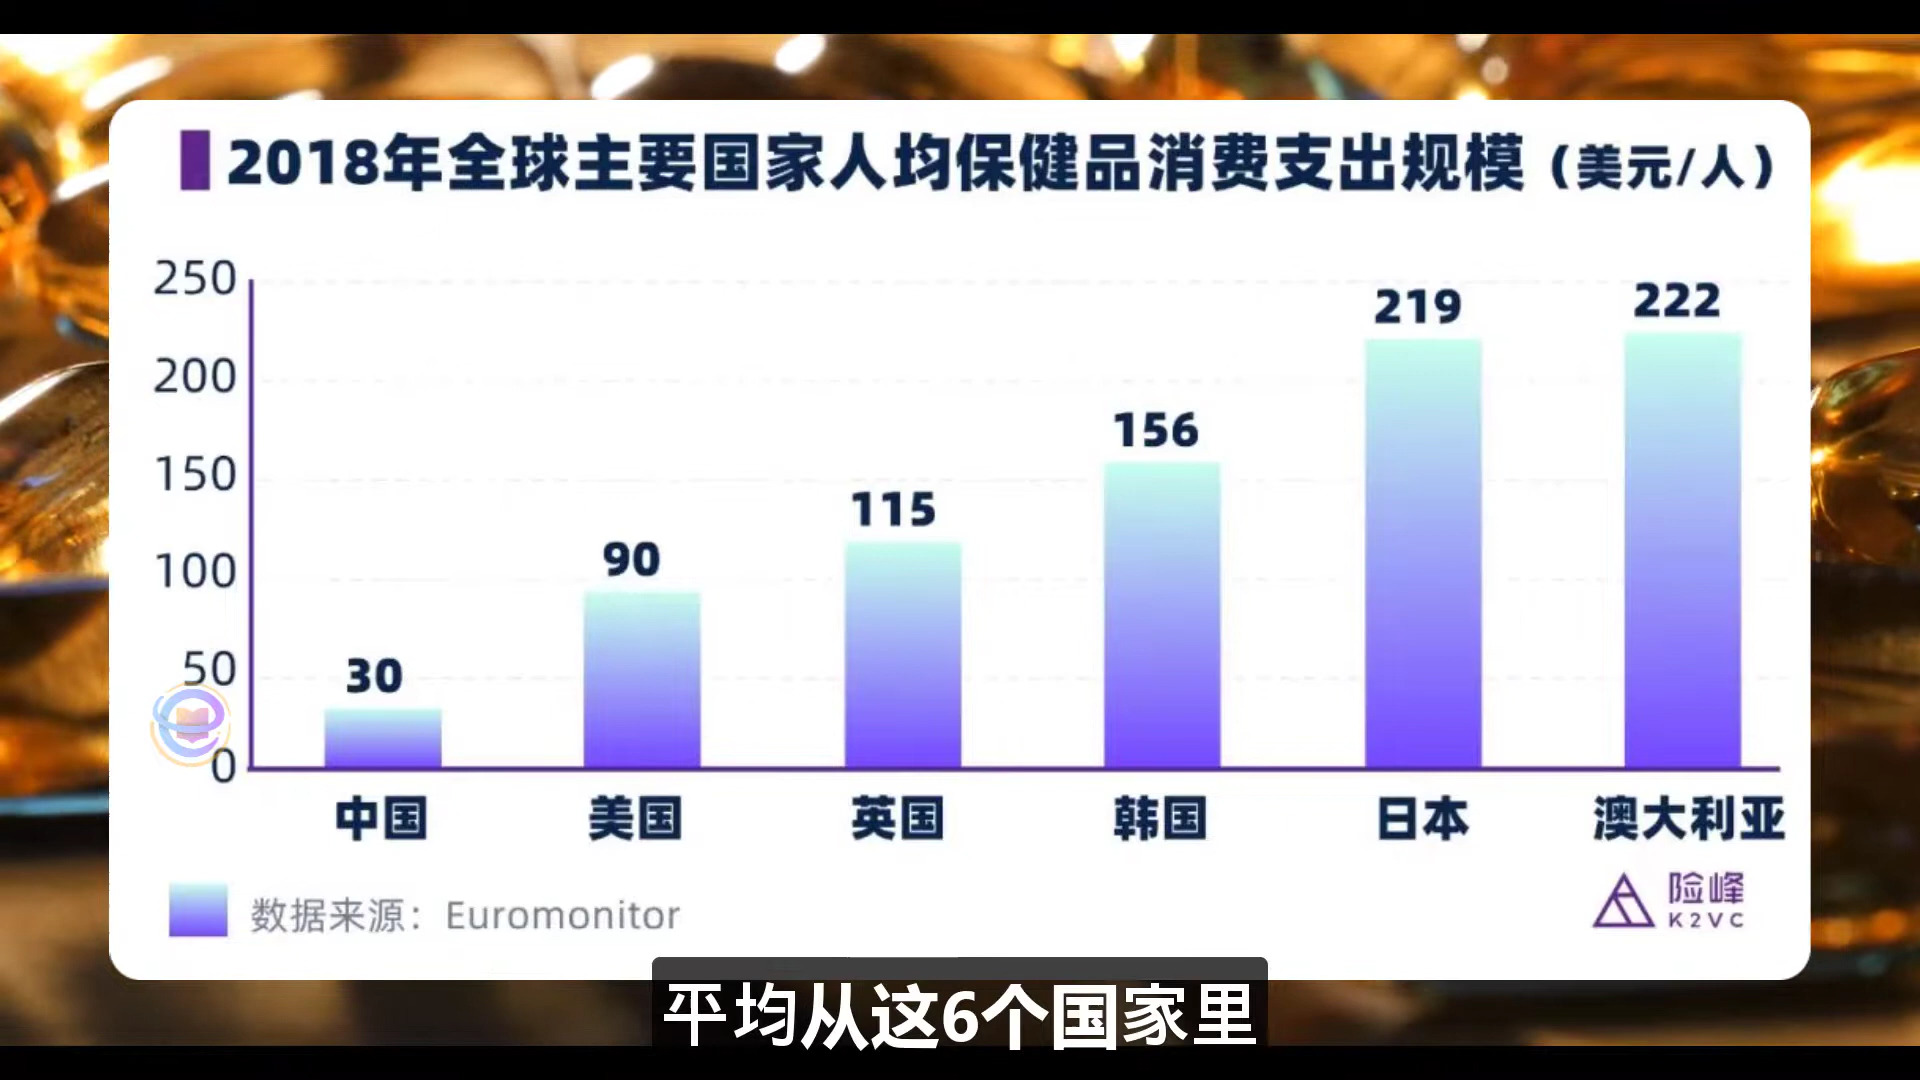 2018年全球主要国家人均保健品消费支出规模（美元/人）
250
200
150
100
50
0
30
90
115
156
219
222
中国
美国
英国
韩国
日本
澳大利亚
数据来源：Euromonitor
险峰
K2VC
平均从这6个国家里